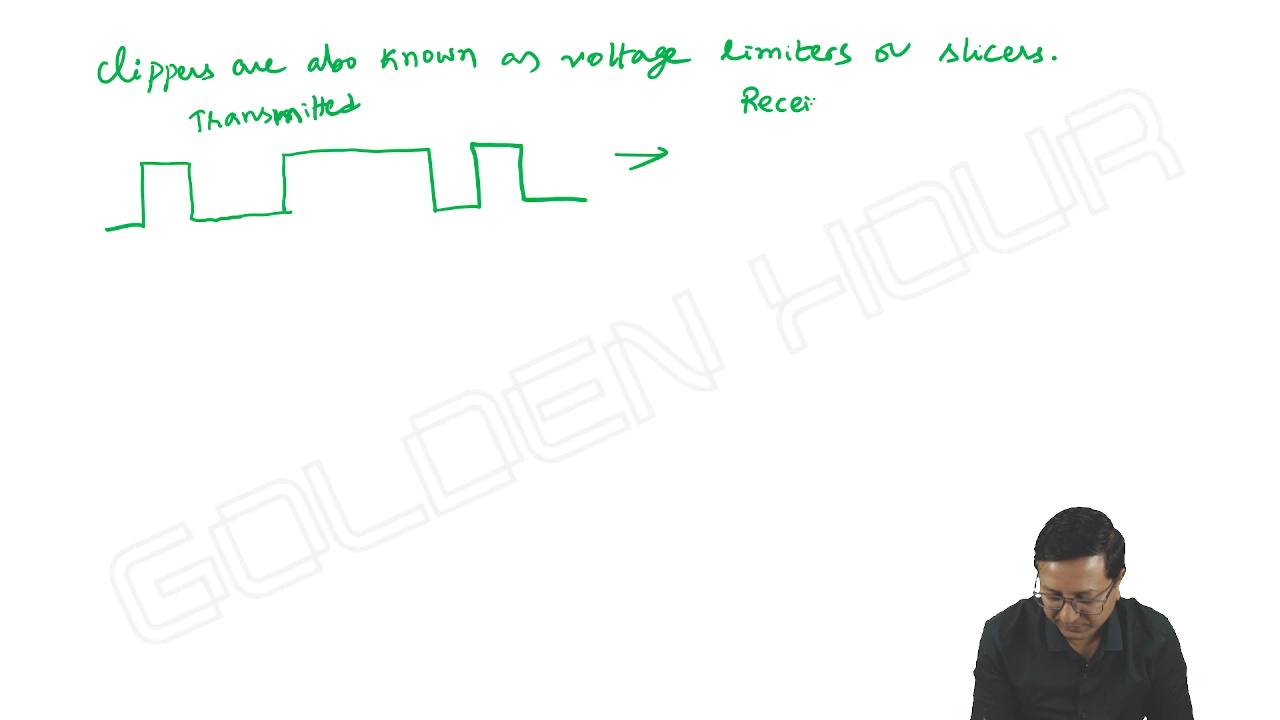 Clippers are also known as voltage limiters or slicers.
Transmitted Recei
GOLDEN HOUR